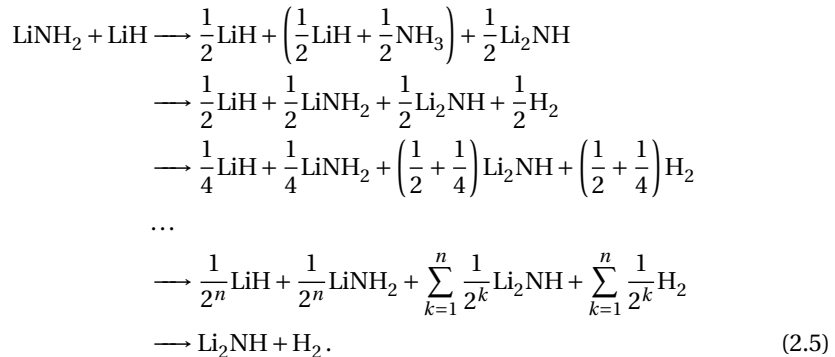 LiNH₂ + LiH ⟶ 1/2 LiH + (1/2 LiH + 1/2 NH₃) + 1/2 Li₂NH
⟶ 1/2 LiH + 1/2 LiNH₂ + 1/2 Li₂NH + 1/2 H₂
⟶ 1/4 LiH + 1/4 LiNH₂ + (1/2 + 1/4) Li₂NH + (1/2 + 1/4) H₂
...
⟶ 1/2ⁿ LiH + 1/2ⁿ LiNH₂ + ∑ₖ₌₁ⁿ 1/2ᵏ Li₂NH + ∑ₖ₌₁ⁿ 1/2ᵏ H₂
⟶ Li₂NH + H₂. (2.5)